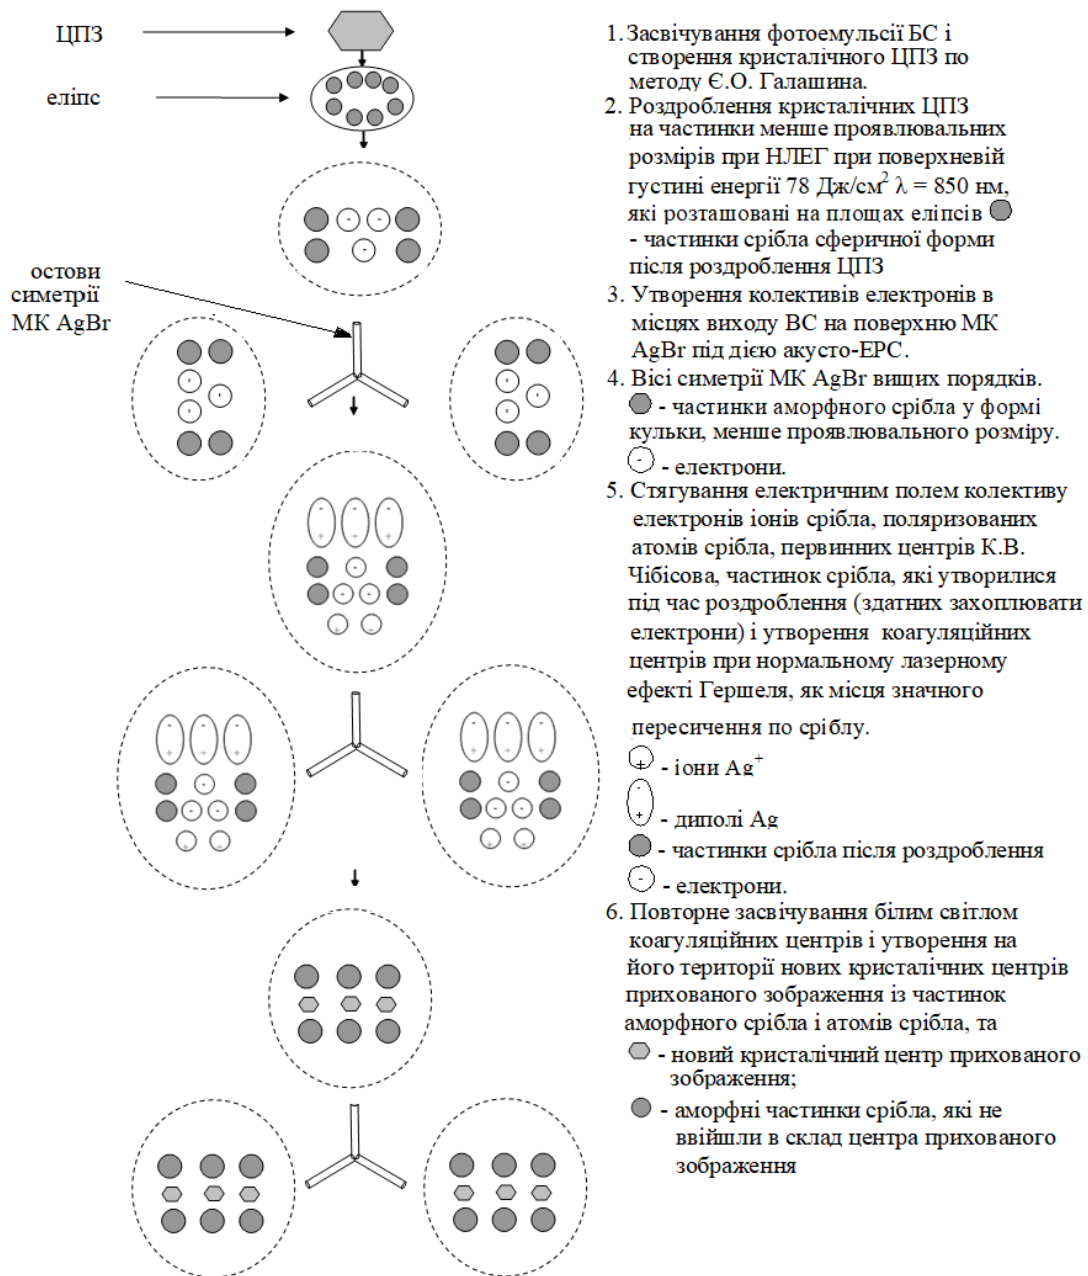 ЦПЗ
еліпс
остови
симетрії
МК AgBr
1. Засвічування фотоемульсії БС і
створення кристалічного ЦПЗ по
методу Є.О. Галашина.
2. Роздроблення кристалічних ЦПЗ
на частинки менше проявлювальних
розмірів при НЛЕГ при поверхневій
густині енергії 78 Дж/см² λ = 850 нм,
які розташовані на площах еліпсів
- частинки срібла сферичної форми
після роздроблення ЦПЗ
3. Утворення колективів електронів в
місцях виходу ВС на поверхню МК
AgBr під дією акусто-ЕРС.
4. Вісі симетрії МК AgBr вищих порядків.
- частинки аморфного срібла у формі
кульки, менше проявлювального розміру.
- електрони.
5. Стягування електричним полем колективу
електронів іонів срібла, поляризованих
атомів срібла, первинних центрів К.В.
Чібісова, частинок срібла, які утворилися
під час роздроблення (здатних захоплювати
електрони) і утворення коагуляційних
центрів при нормальному лазерному
ефекті Гершеля, як місця значного
пересичення по сріблу.
+ - іони Ag⁺
- + - диполі Ag
- частинки срібла після роздроблення
- електрони.
6. Повторне засвічування білим світлом
коагуляційних центрів і утворення на
його території нових кристалічних центрів
прихованого зображення із частинок
аморфного срібла і атомів срібла, та
- новий кристалічний центр прихованого
зображення;
- аморфні частинки срібла, які не
ввійшли в склад центра прихованого
зображення